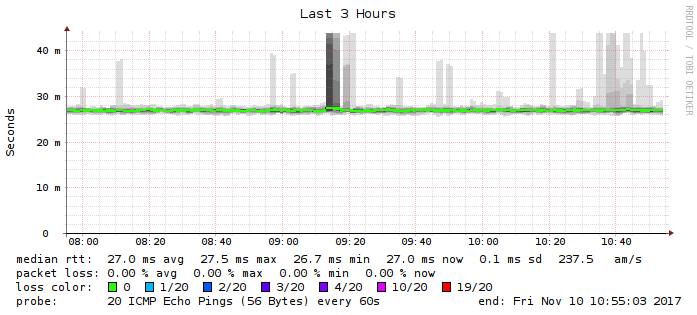 Last 3 Hours
RRDTOOL / TOBI OETIKER
Seconds
40 m
30 m
20 m
10 m
0
08:00 08:20 08:40 09:00 09:20 09:40 10:00 10:20 10:40
median rtt: 27.0 ms avg 27.5 ms max 26.7 ms min 27.0 ms now 0.1 ms sd 237.5 am/s
packet loss: 0.00 % avg 0.00 % max 0.00 % min 0.00 % now
loss color: 0 1/20 2/20 3/20 4/20 10/20 19/20
probe: 20 ICMP Echo Pings (56 Bytes) every 60s end: Fri Nov 10 10:55:03 2017